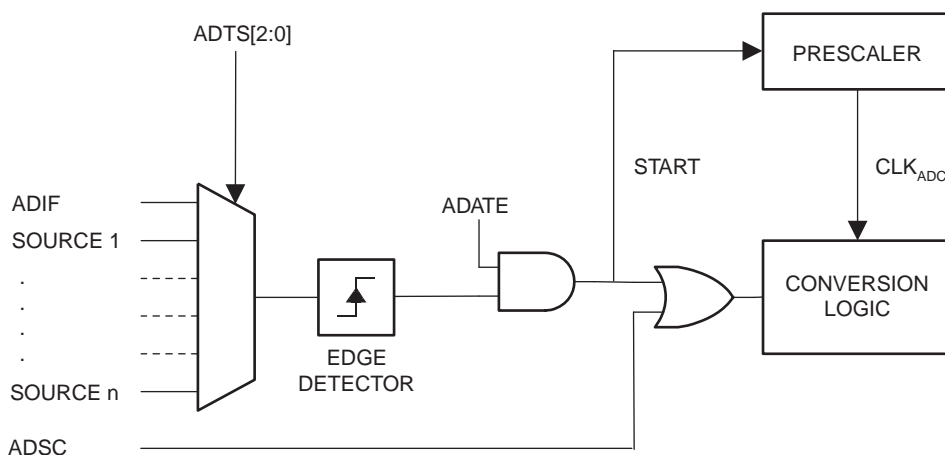 ADTS[2:0]
PRESCALER
START
CLKADC
ADIF
ADATE
SOURCE 1
.
.
.
.
CONVERSION
LOGIC
EDGE
DETECTOR
SOURCE n
ADSC